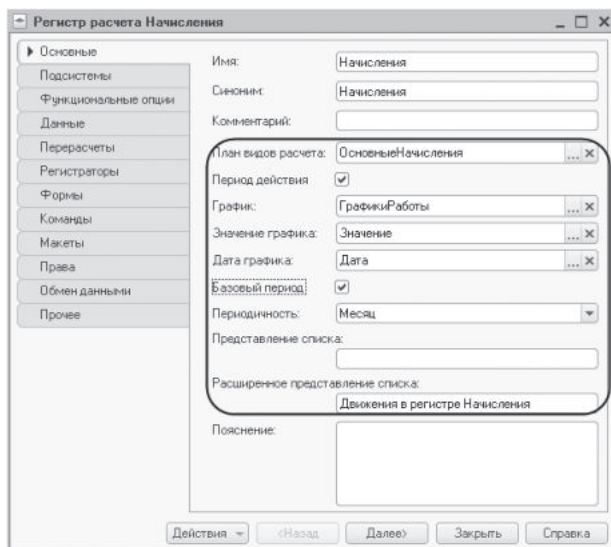 Регистр расчета Начисления
Основные
Подсистемы
Функциональные опции
Данные
Перерасчеты
Регистраторы
Формы
Команды
Макеты
Права
Обмен данными
Прочее
Имя: Начисления
Синоним: Начисления
Комментарий:
План видов расчета: ОсновныеНачисления ... ×
Период действия
График: ГрафикиРаботы ... ×
Значение графика: Значение ... ×
Дата графика: Дата ... ×
Базовый период
Периодичность: Месяц
Представление списка:
Расширенное представление списка:
Движения в регистре Начисления
Пояснение:
Действия <Назад Далее> Закрыть Справка